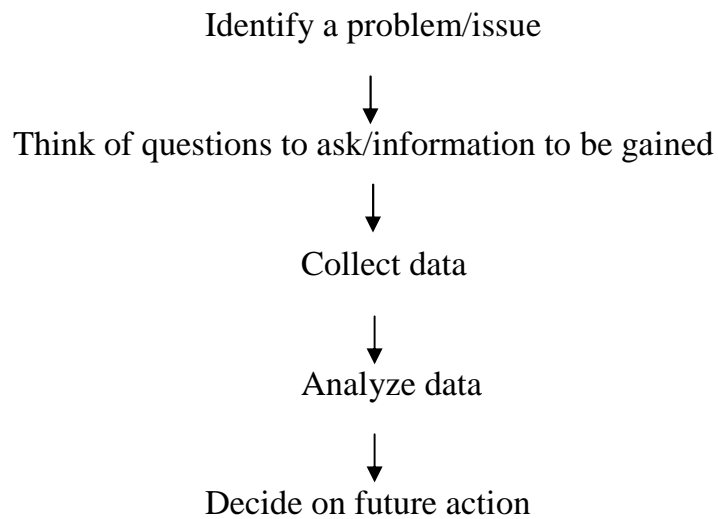 Identify a problem/issue
Think of questions to ask/information to be gained
Collect data
Analyze data
Decide on future action